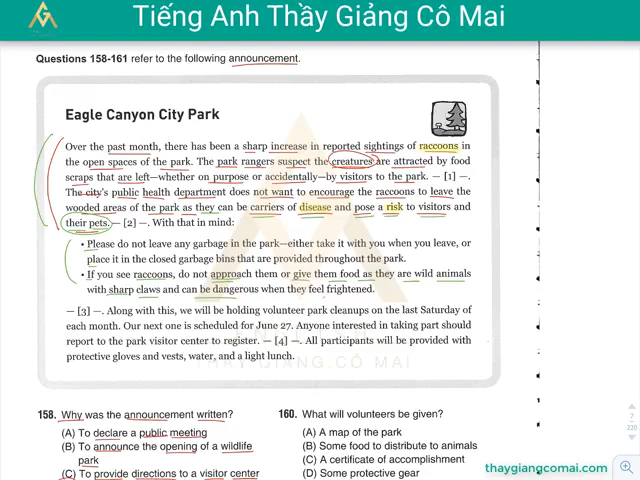 Tiếng Anh Thầy Giảng Cô Mai
Questions 158-161 refer to the following announcement.
Eagle Canyon City Park
Over the past month, there has been a sharp increase in reported sightings of raccoons in
the open spaces of the park. The park rangers suspect the creatures are attracted by food
scraps that are left—whether on purpose or accidentally—by visitors to the park. — [1] —.
The city's public health department does not want to encourage the raccoons to leave the
wooded areas of the park as they can be carriers of disease and pose a risk to visitors and
their pets. — [2] —. With that in mind:
• Please do not leave any garbage in the park—either take it with you when you leave, or
place it in the closed garbage bins that are provided throughout the park.
• If you see raccoons, do not approach them or give them food as they are wild animals
with sharp claws and can be dangerous when they feel frightened.
— [3] —. Along with this, we will be holding volunteer park cleanups on the last Saturday of
each month. Our next one is scheduled for June 27. Anyone interested in taking part should
report to the park visitor center to register. — [4] —. All participants will be provided with
protective gloves and vests, water, and a light lunch.
158. Why was the announcement written?
(A) To declare a public meeting
(B) To announce the opening of a wildlife
park
(C) To provide directions to a visitor center
160. What will volunteers be given?
(A) A map of the park
(B) Some food to distribute to animals
(C) A certificate of accomplishment
(D) Some protective gear
7
220
thaygiangcomai.com